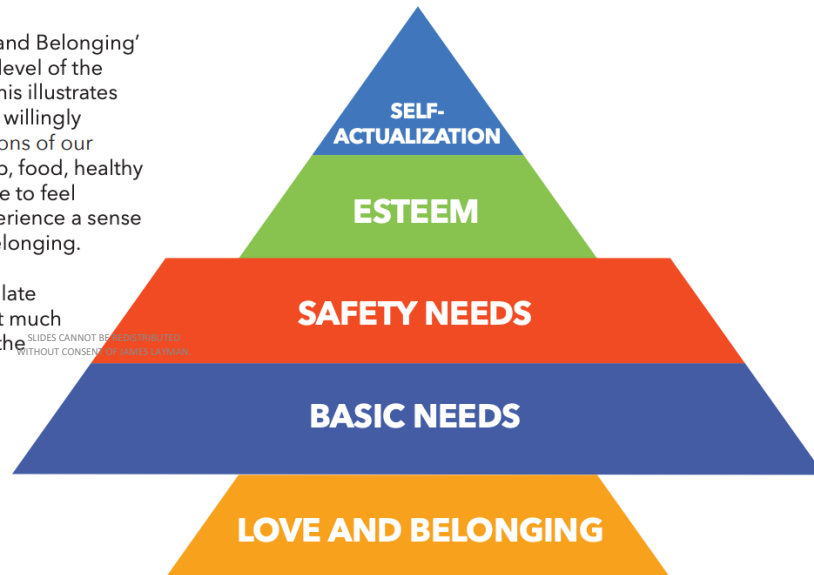 and Belonging’
level of the
his illustrates
willingly
ons of our
, food, healthy
e to feel
erience a sense
elonging.
late
t much
the
SLIDES CANNOT BE REDISTRIBUTED
WITHOUT CONSENT OF JAMES LAYMAN
SELF-
ACTUALIZATION
ESTEEM
SAFETY NEEDS
BASIC NEEDS
LOVE AND BELONGING